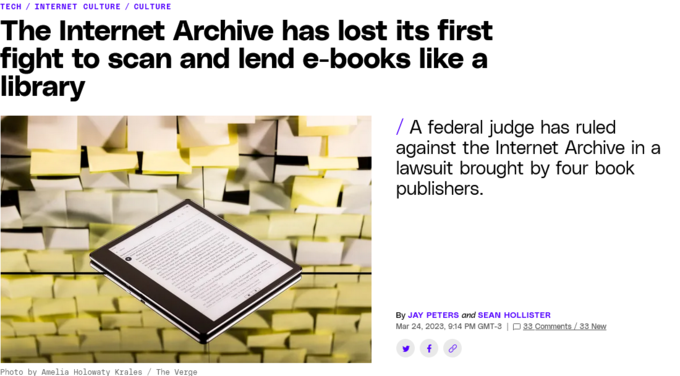 TECH / INTERNET CULTURE / CULTURE
The Internet Archive has lost its first
fight to scan and lend e-books like a
library
/ A federal judge has ruled
against the Internet Archive in a
lawsuit brought by four book
publishers.
By JAY PETERS and SEAN HOLLISTER
Mar 24, 2023, 9:14 PM GMT-3 | 33 Comments / 33 New
Photo by Amelia Holowaty Krales / The Verge